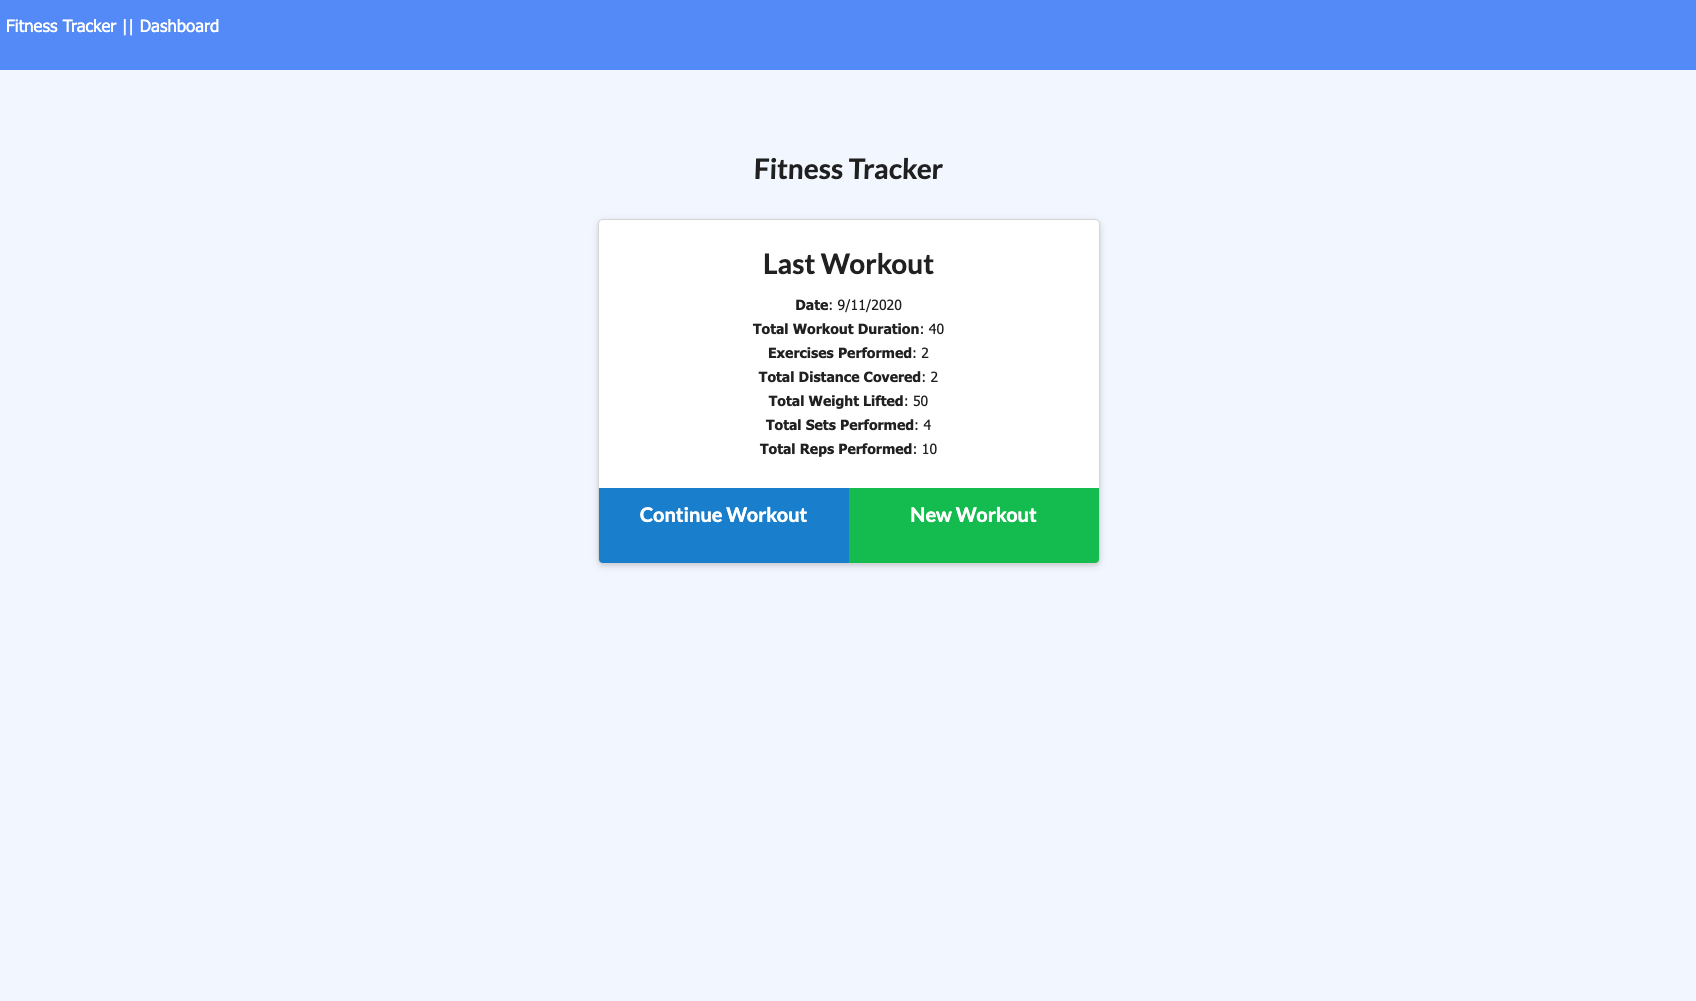 Fitness Tracker || Dashboard
Fitness Tracker
Last Workout
Date: 9/11/2020
Total Workout Duration: 40
Exercises Performed: 2
Total Distance Covered: 2
Total Weight Lifted: 50
Total Sets Performed: 4
Total Reps Performed: 10
Continue Workout
New Workout